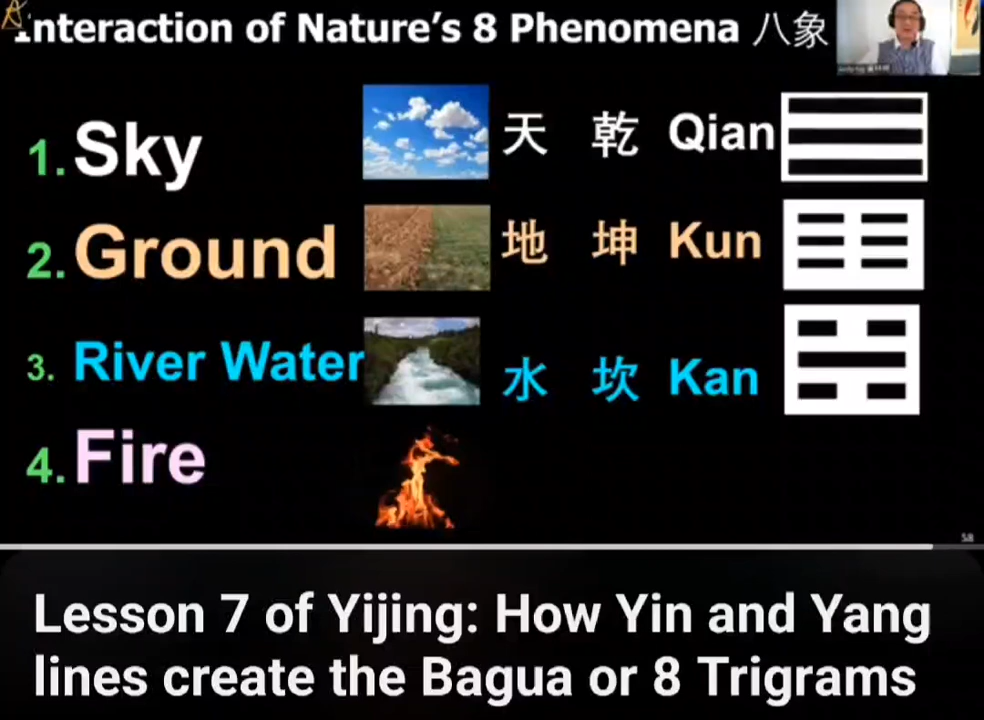 Interaction of Nature's 8 Phenomena 八象
1. Sky 天 乾 Qian
2. Ground 地 坤 Kun
3. River Water 水 坎 Kan
4. Fire
58
Lesson 7 of Yijing: How Yin and Yang
lines create the Bagua or 8 Trigrams